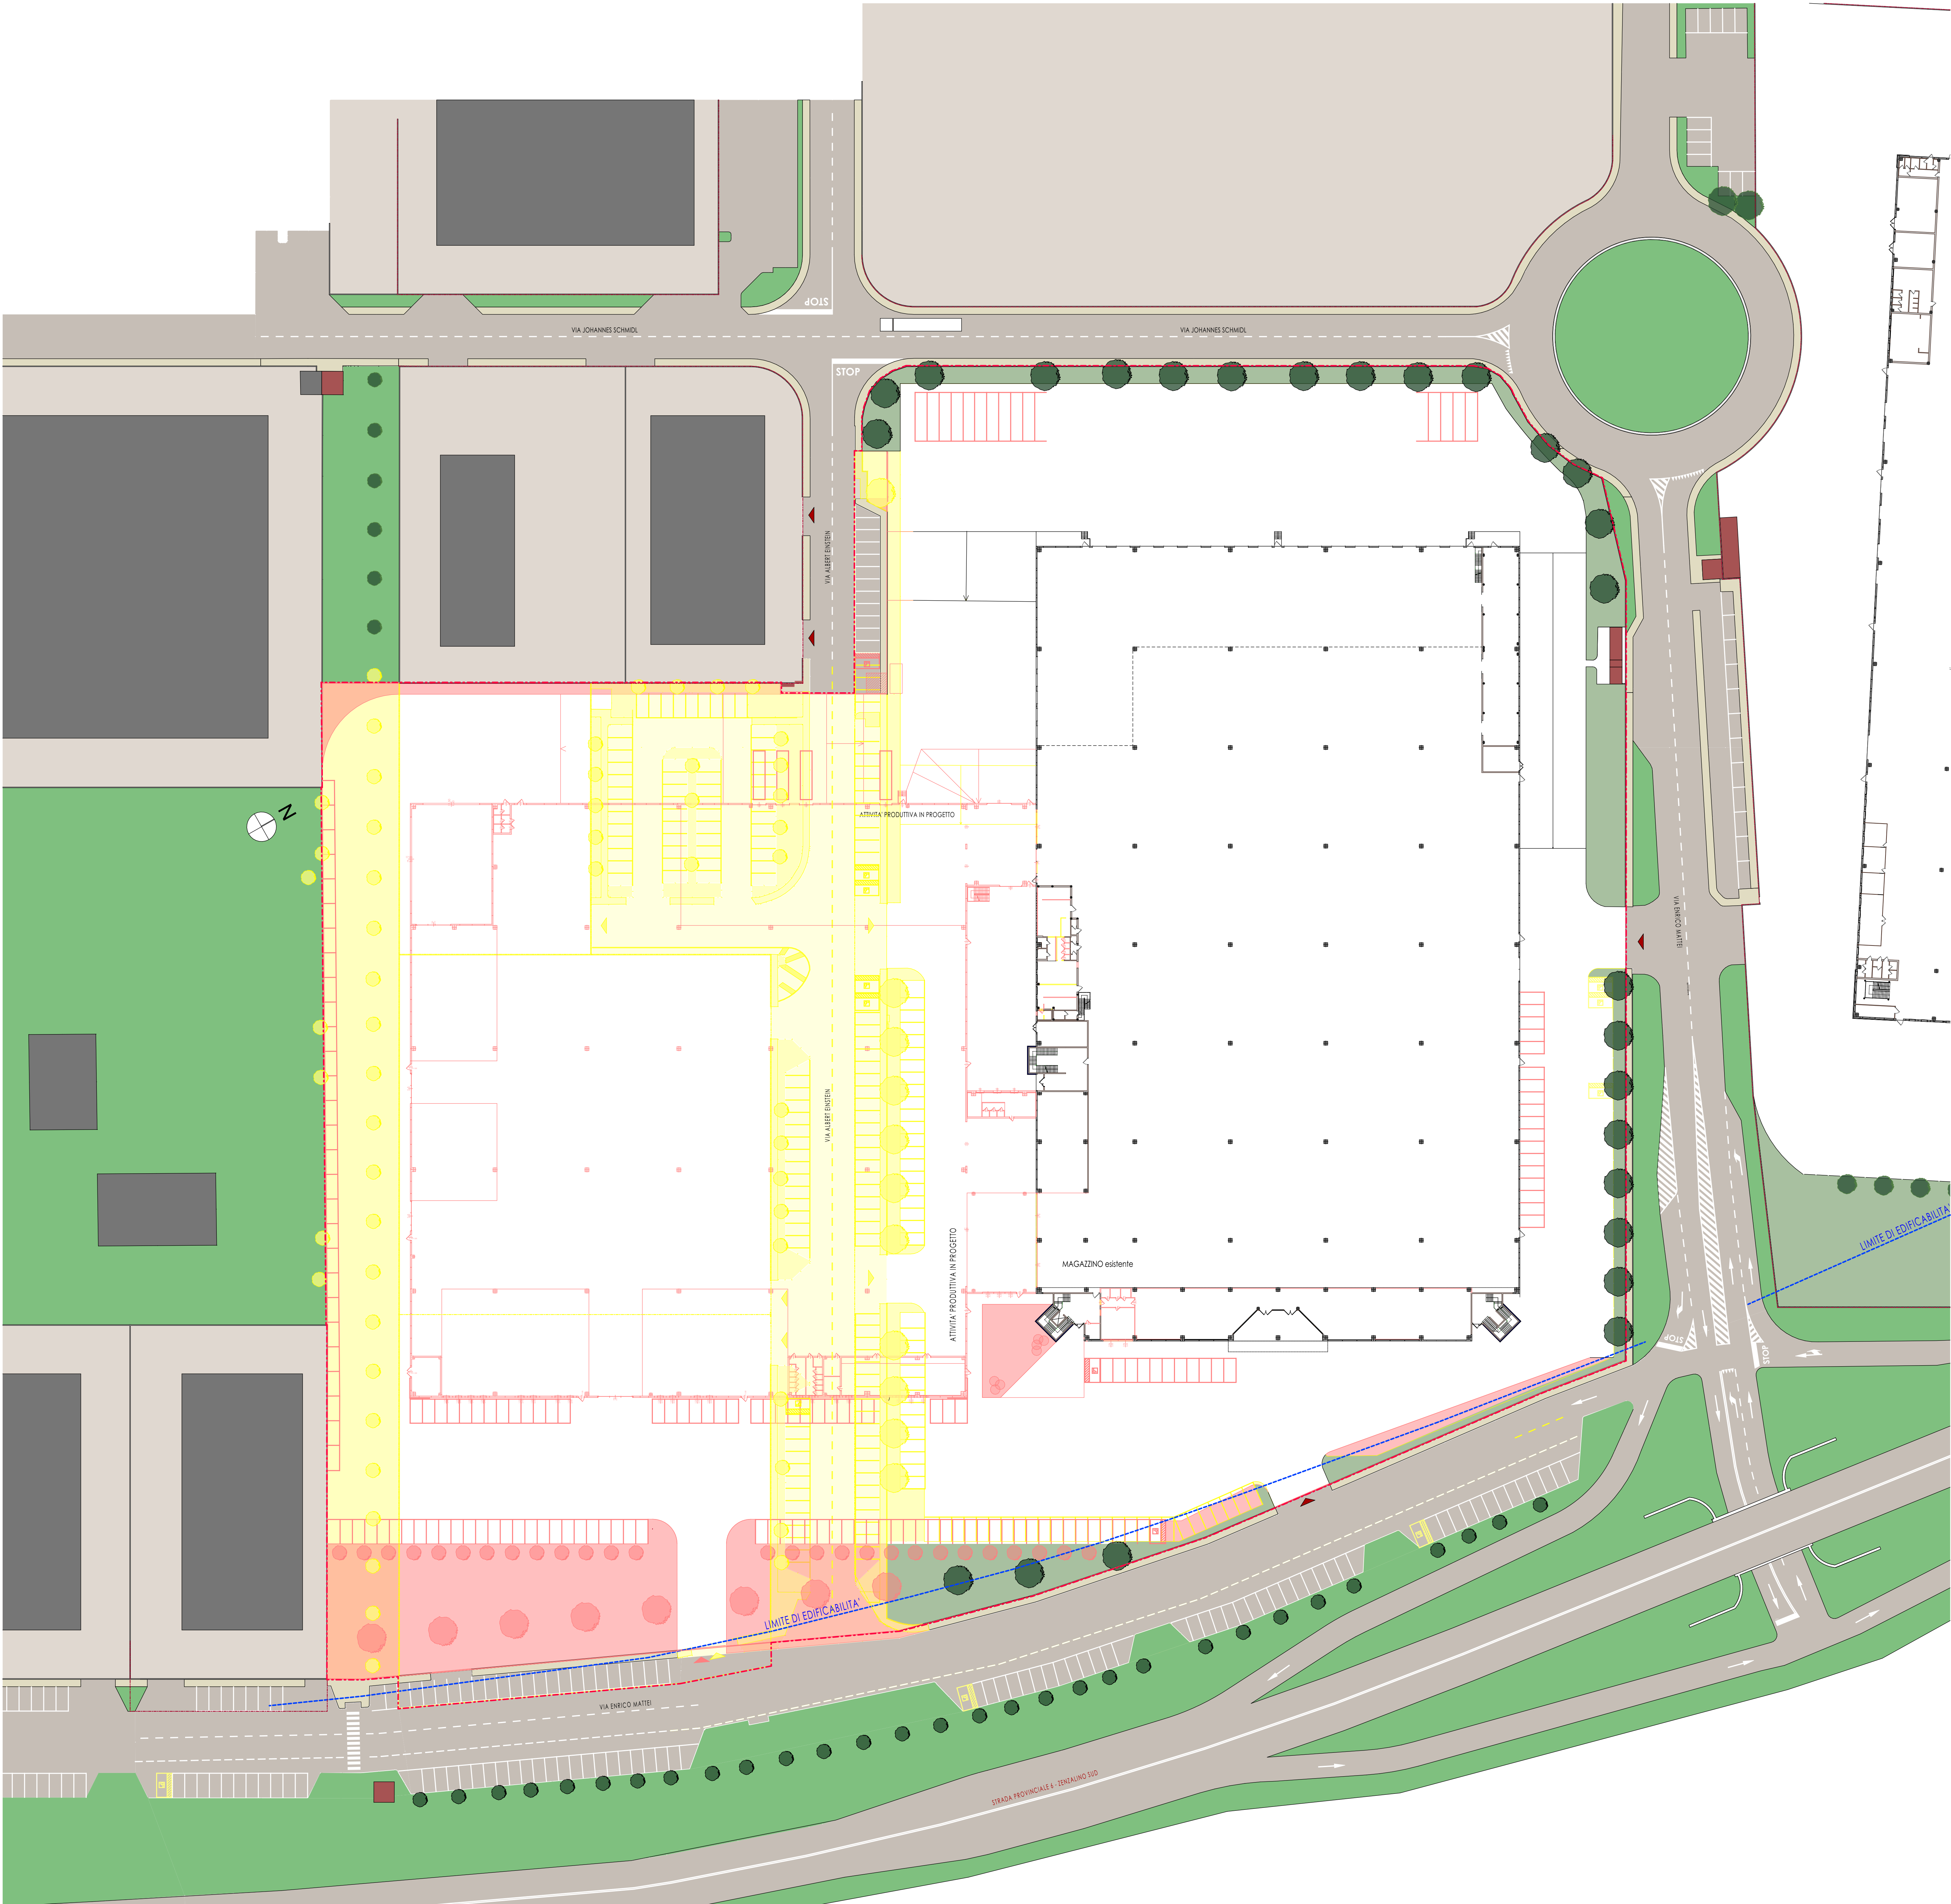 STOP
VIA JOHANNES SCHMIDL
VIA JOHANNES SCHMIDL
STOP
VIA ALBERT EINSTEIN
N
ATTIVITA' PRODUTTIVA IN PROGETTO
VIA ENRICO MATTEI
VIA ALBERT EINSTEIN
LIMITE DI EDIFICABILITA'
ATTIVITA' PRODUTTIVA IN PROGETTO
MAGAZZINO esistente
STOP
STOP
LIMITE DI EDIFICABILITA'
VIA ENRICO MATTEI
STRADA PROVINCIALE 6 - ZENZALINO SUD